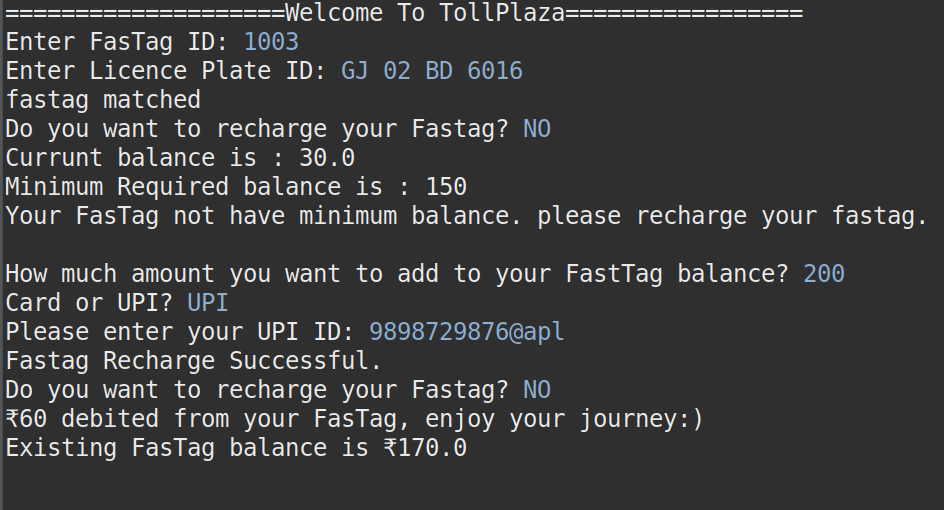 ====================Welcome To TollPlaza=================
Enter FasTag ID: 1003
Enter Licence Plate ID: GJ 02 BD 6016
fastag matched
Do you want to recharge your Fastag? NO
Currunt balance is : 30.0
Minimum Required balance is : 150
Your FasTag not have minimum balance. please recharge your fastag.

How much amount you want to add to your FastTag balance? 200
Card or UPI? UPI
Please enter your UPI ID: 9898729876@apl
Fastag Recharge Successful.
Do you want to recharge your Fastag? NO
₹60 debited from your FasTag, enjoy your journey:)
Existing FasTag balance is ₹170.0